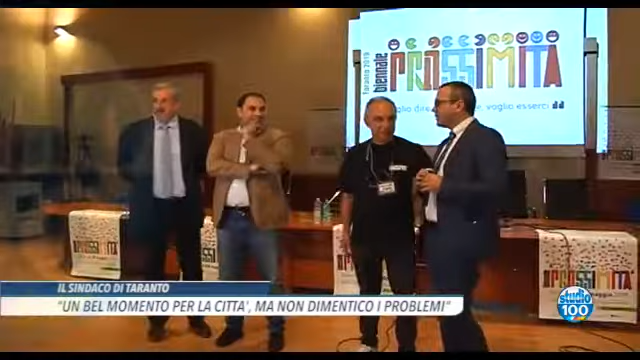 Taranto 2019
biennale
PROSSIMITÀ
voglio esserci
PROSSIMITÀ
PROSSIMITÀ
IL SINDACO DI TARANTO
"UN BEL MOMENTO PER LA CITTA', MA NON DIMENTICO I PROBLEMI"
studio
100